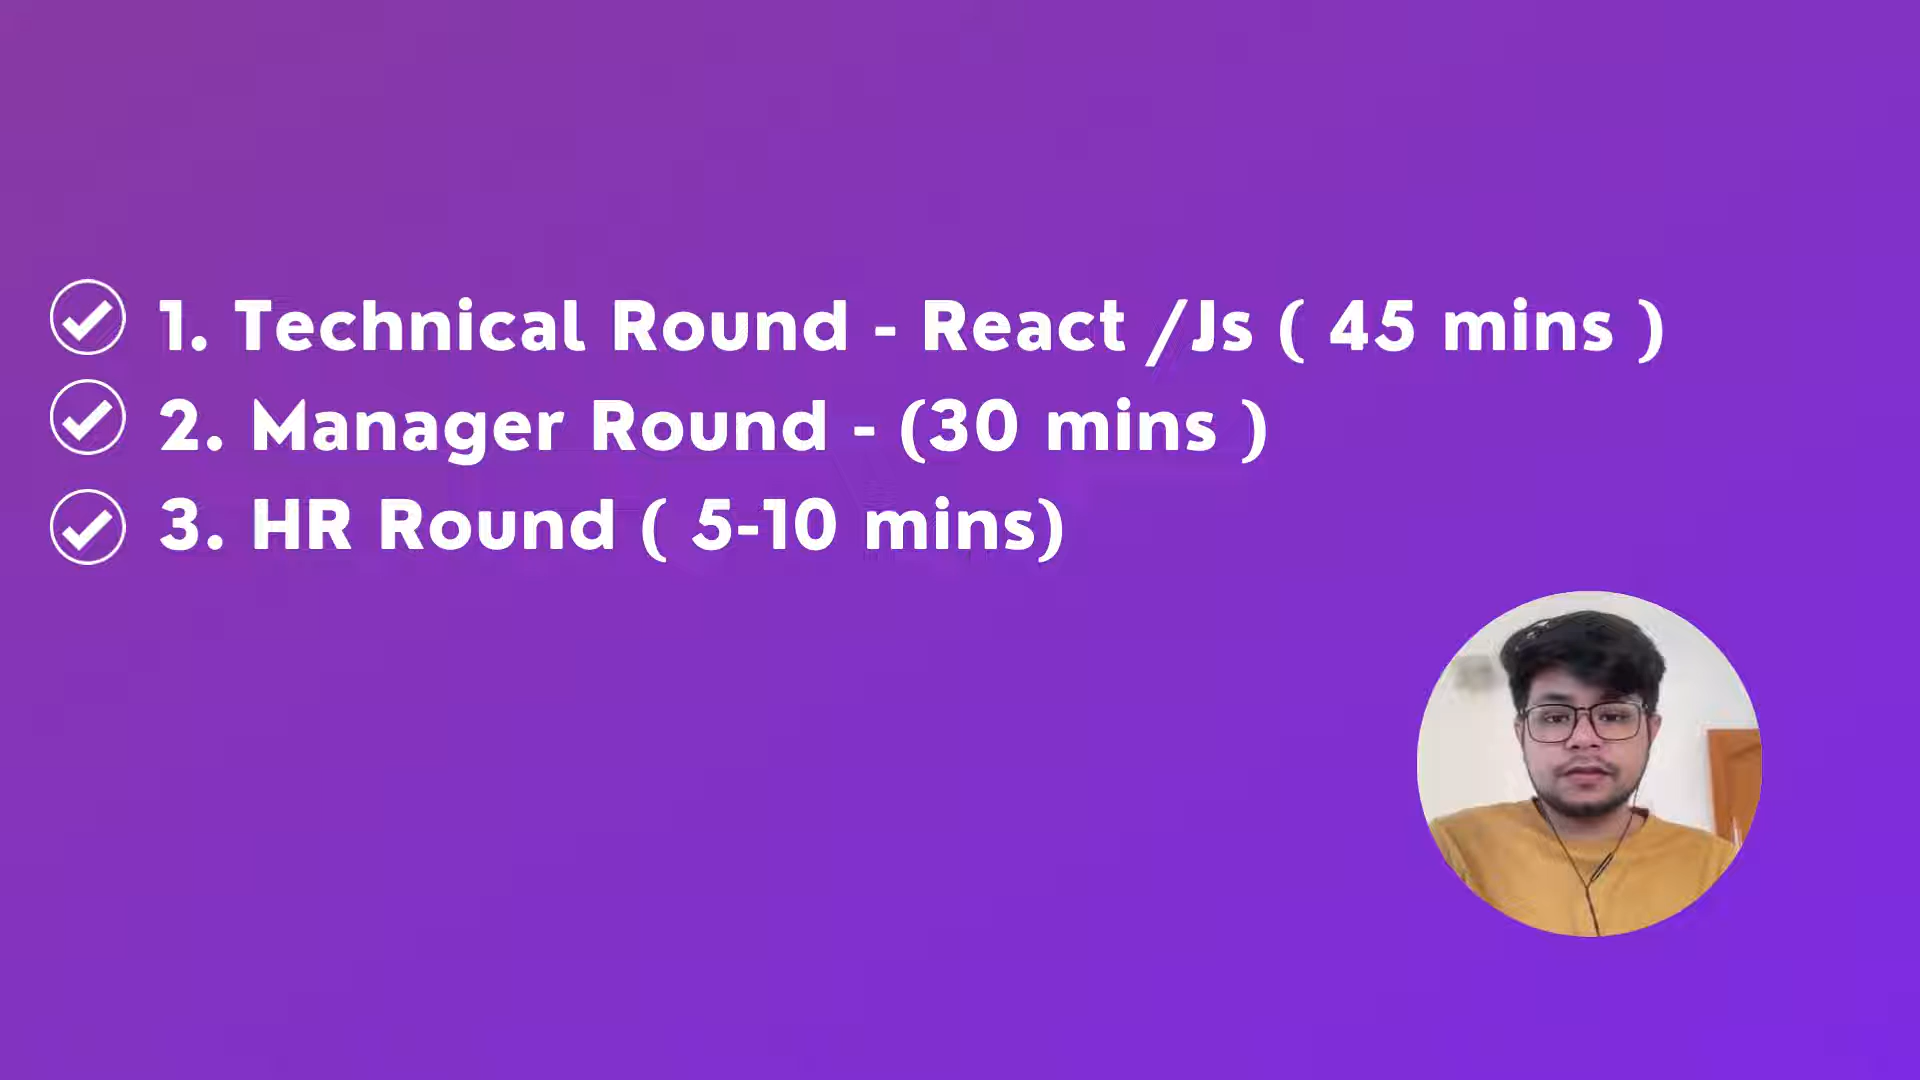 1. Technical Round - React /Js ( 45 mins )
2. Manager Round - (30 mins )
3. HR Round ( 5-10 mins)